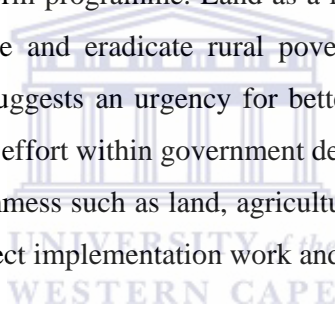 programme. Land as a
e and eradicate rural pove
uggests an urgency for bette
effort within government de
mess such as land, agricultu
ect implementation work and
UNIVERSITY of the
WESTERN CAPE